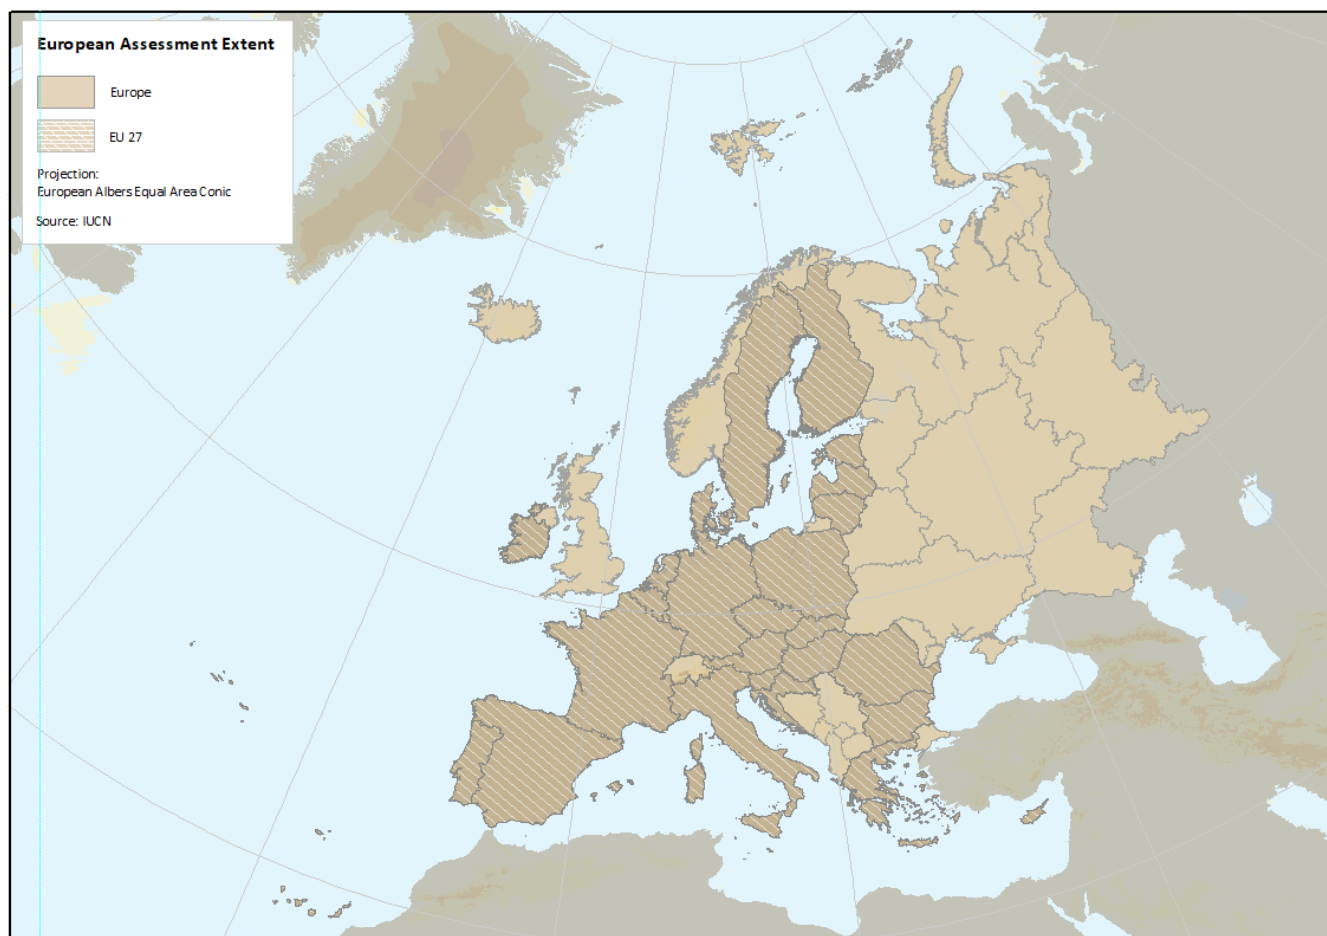 European Assessment Extent
Europe
EU 27
Projection:
European Albers Equal Area Conic
Source: IUCN